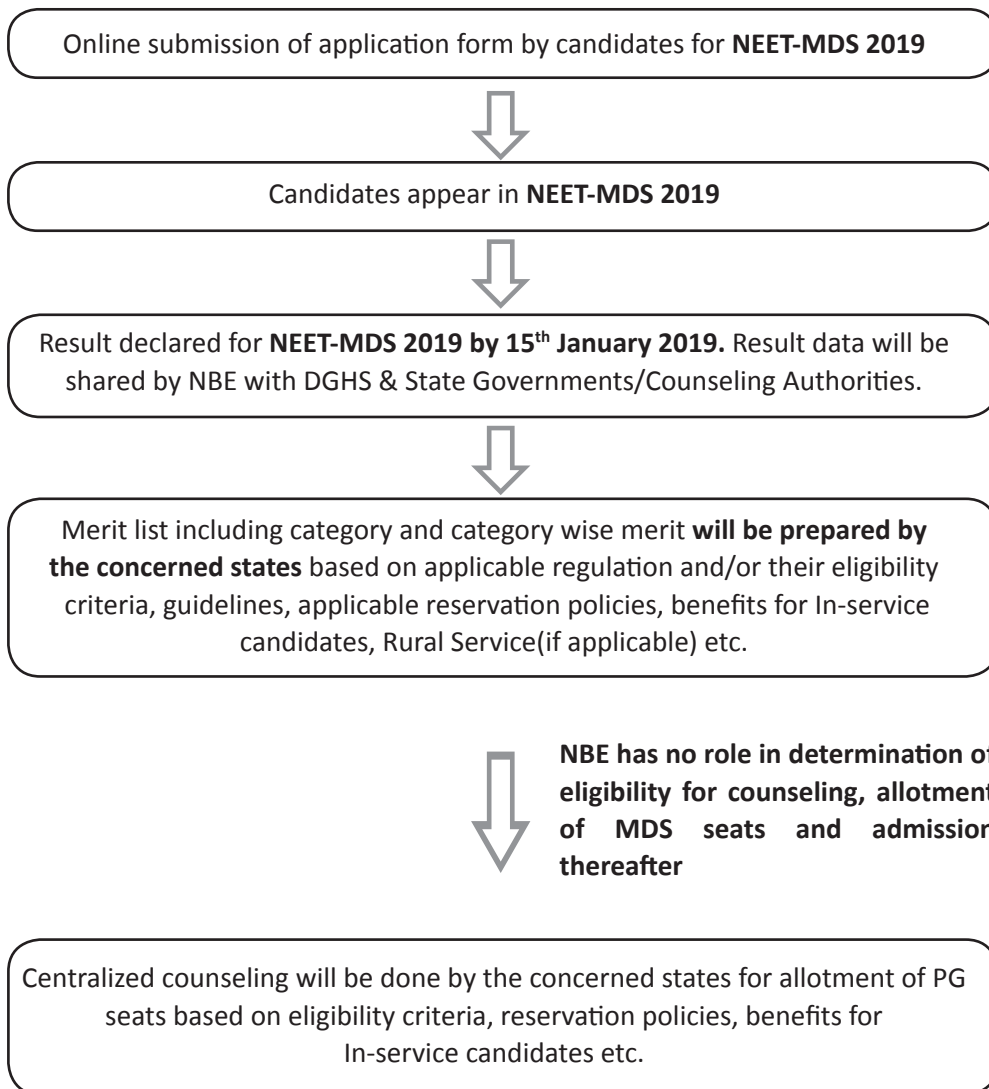 Online submission of application form by candidates for NEET-MDS 2019
Candidates appear in NEET-MDS 2019
Result declared for NEET-MDS 2019 by 15th January 2019. Result data will be
shared by NBE with DGHS & State Governments/Counseling Authorities.
Merit list including category and category wise merit will be prepared by
the concerned states based on applicable regulation and/or their eligibility
criteria, guidelines, applicable reservation policies, benefits for In-service
candidates, Rural Service(if applicable) etc.
NBE has no role in determination of
eligibility for counseling, allotment
of MDS seats and admission
thereafter
Centralized counseling will be done by the concerned states for allotment of PG
seats based on eligibility criteria, reservation policies, benefits for
In-service candidates etc.